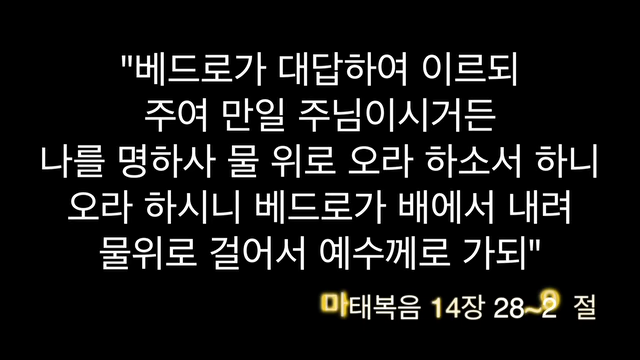 "베드로가 대답하여 이르되
주여 만일 주님이시거든
나를 명하사 물 위로 오라 하소서 하니
오라 하시니 베드로가 배에서 내려
물위로 걸어서 예수께로 가되"
마태복음 14장 28~29 절